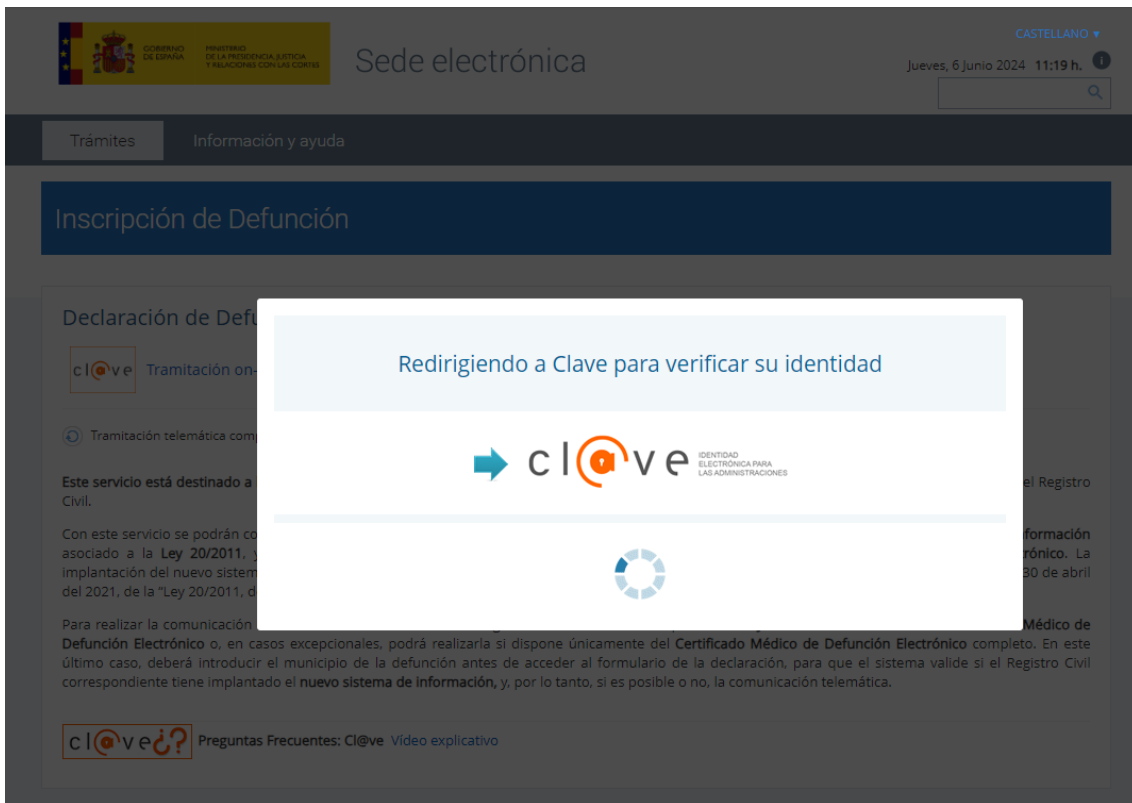 CASTELLANO ▾
GOBIERNO
DE ESPAÑA
MINISTERIO
DE LA PRESIDENCIA, JUSTICIA
Y RELACIONES CON LAS CORTES
Sede electrónica
Jueves, 6 Junio 2024 11:19 h.
Trámites Información y ayuda
Inscripción de Defunción
Declaración de Defu
Redirigiendo a Clave para verificar su identidad
cl@ve Tramitación on-
Tramitación telemática comp
cl@ve IDENTIDAD
ELECTRÓNICA PARA
LAS ADMINISTRACIONES
Este servicio está destinado a el Registro
Civil.
Con este servicio se podrán co formación
asociado a la Ley 20/2011, y rónico. La
implantación del nuevo sistem 30 de abril
del 2021, de la "Ley 20/2011, d
Para realizar la comunicación Médico de
Defunción Electrónico o, en casos excepcionales, podrá realizarla si dispone únicamente del Certificado Médico de Defunción Electrónico completo. En este
último caso, deberá introducir el municipio de la defunción antes de acceder al formulario de la declaración, para que el sistema valide si el Registro Civil
correspondiente tiene implantado el nuevo sistema de información, y, por lo tanto, si es posible o no, la comunicación telemática.
cl@ve¿? Preguntas Frecuentes: Cl@ve Vídeo explicativo